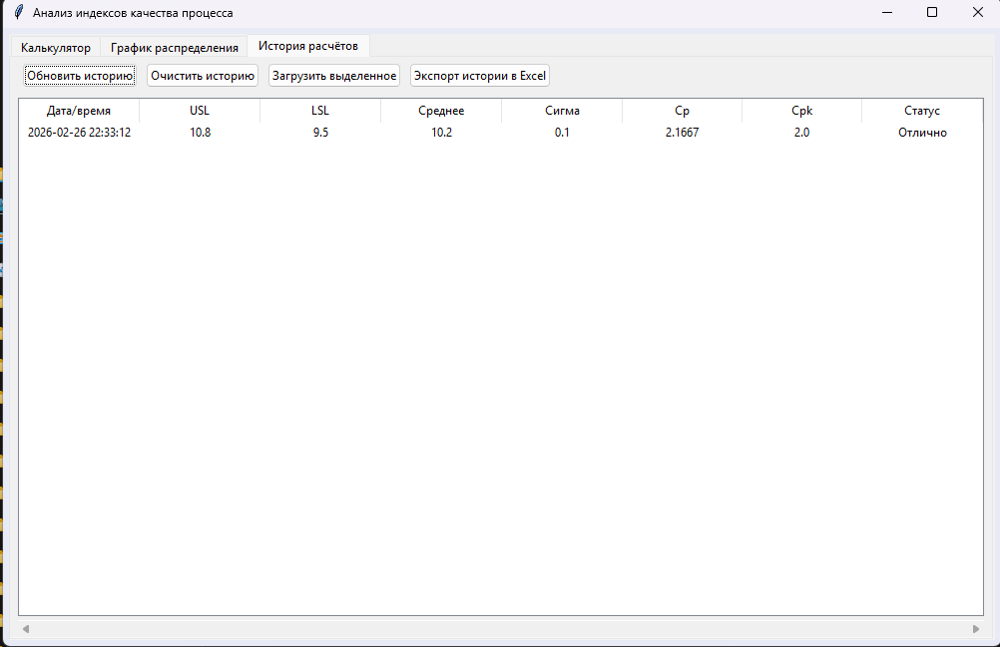 Анализ индексов качества процесса
Калькулятор График распределения История расчётов
Обновить историю Очистить историю Загрузить выделенное Экспорт истории в Excel
Дата/время USL LSL Среднее Сигма Cp Cpk Статус
2026-02-26 22:33:12 10.8 9.5 10.2 0.1 2.1667 2.0 Отлично